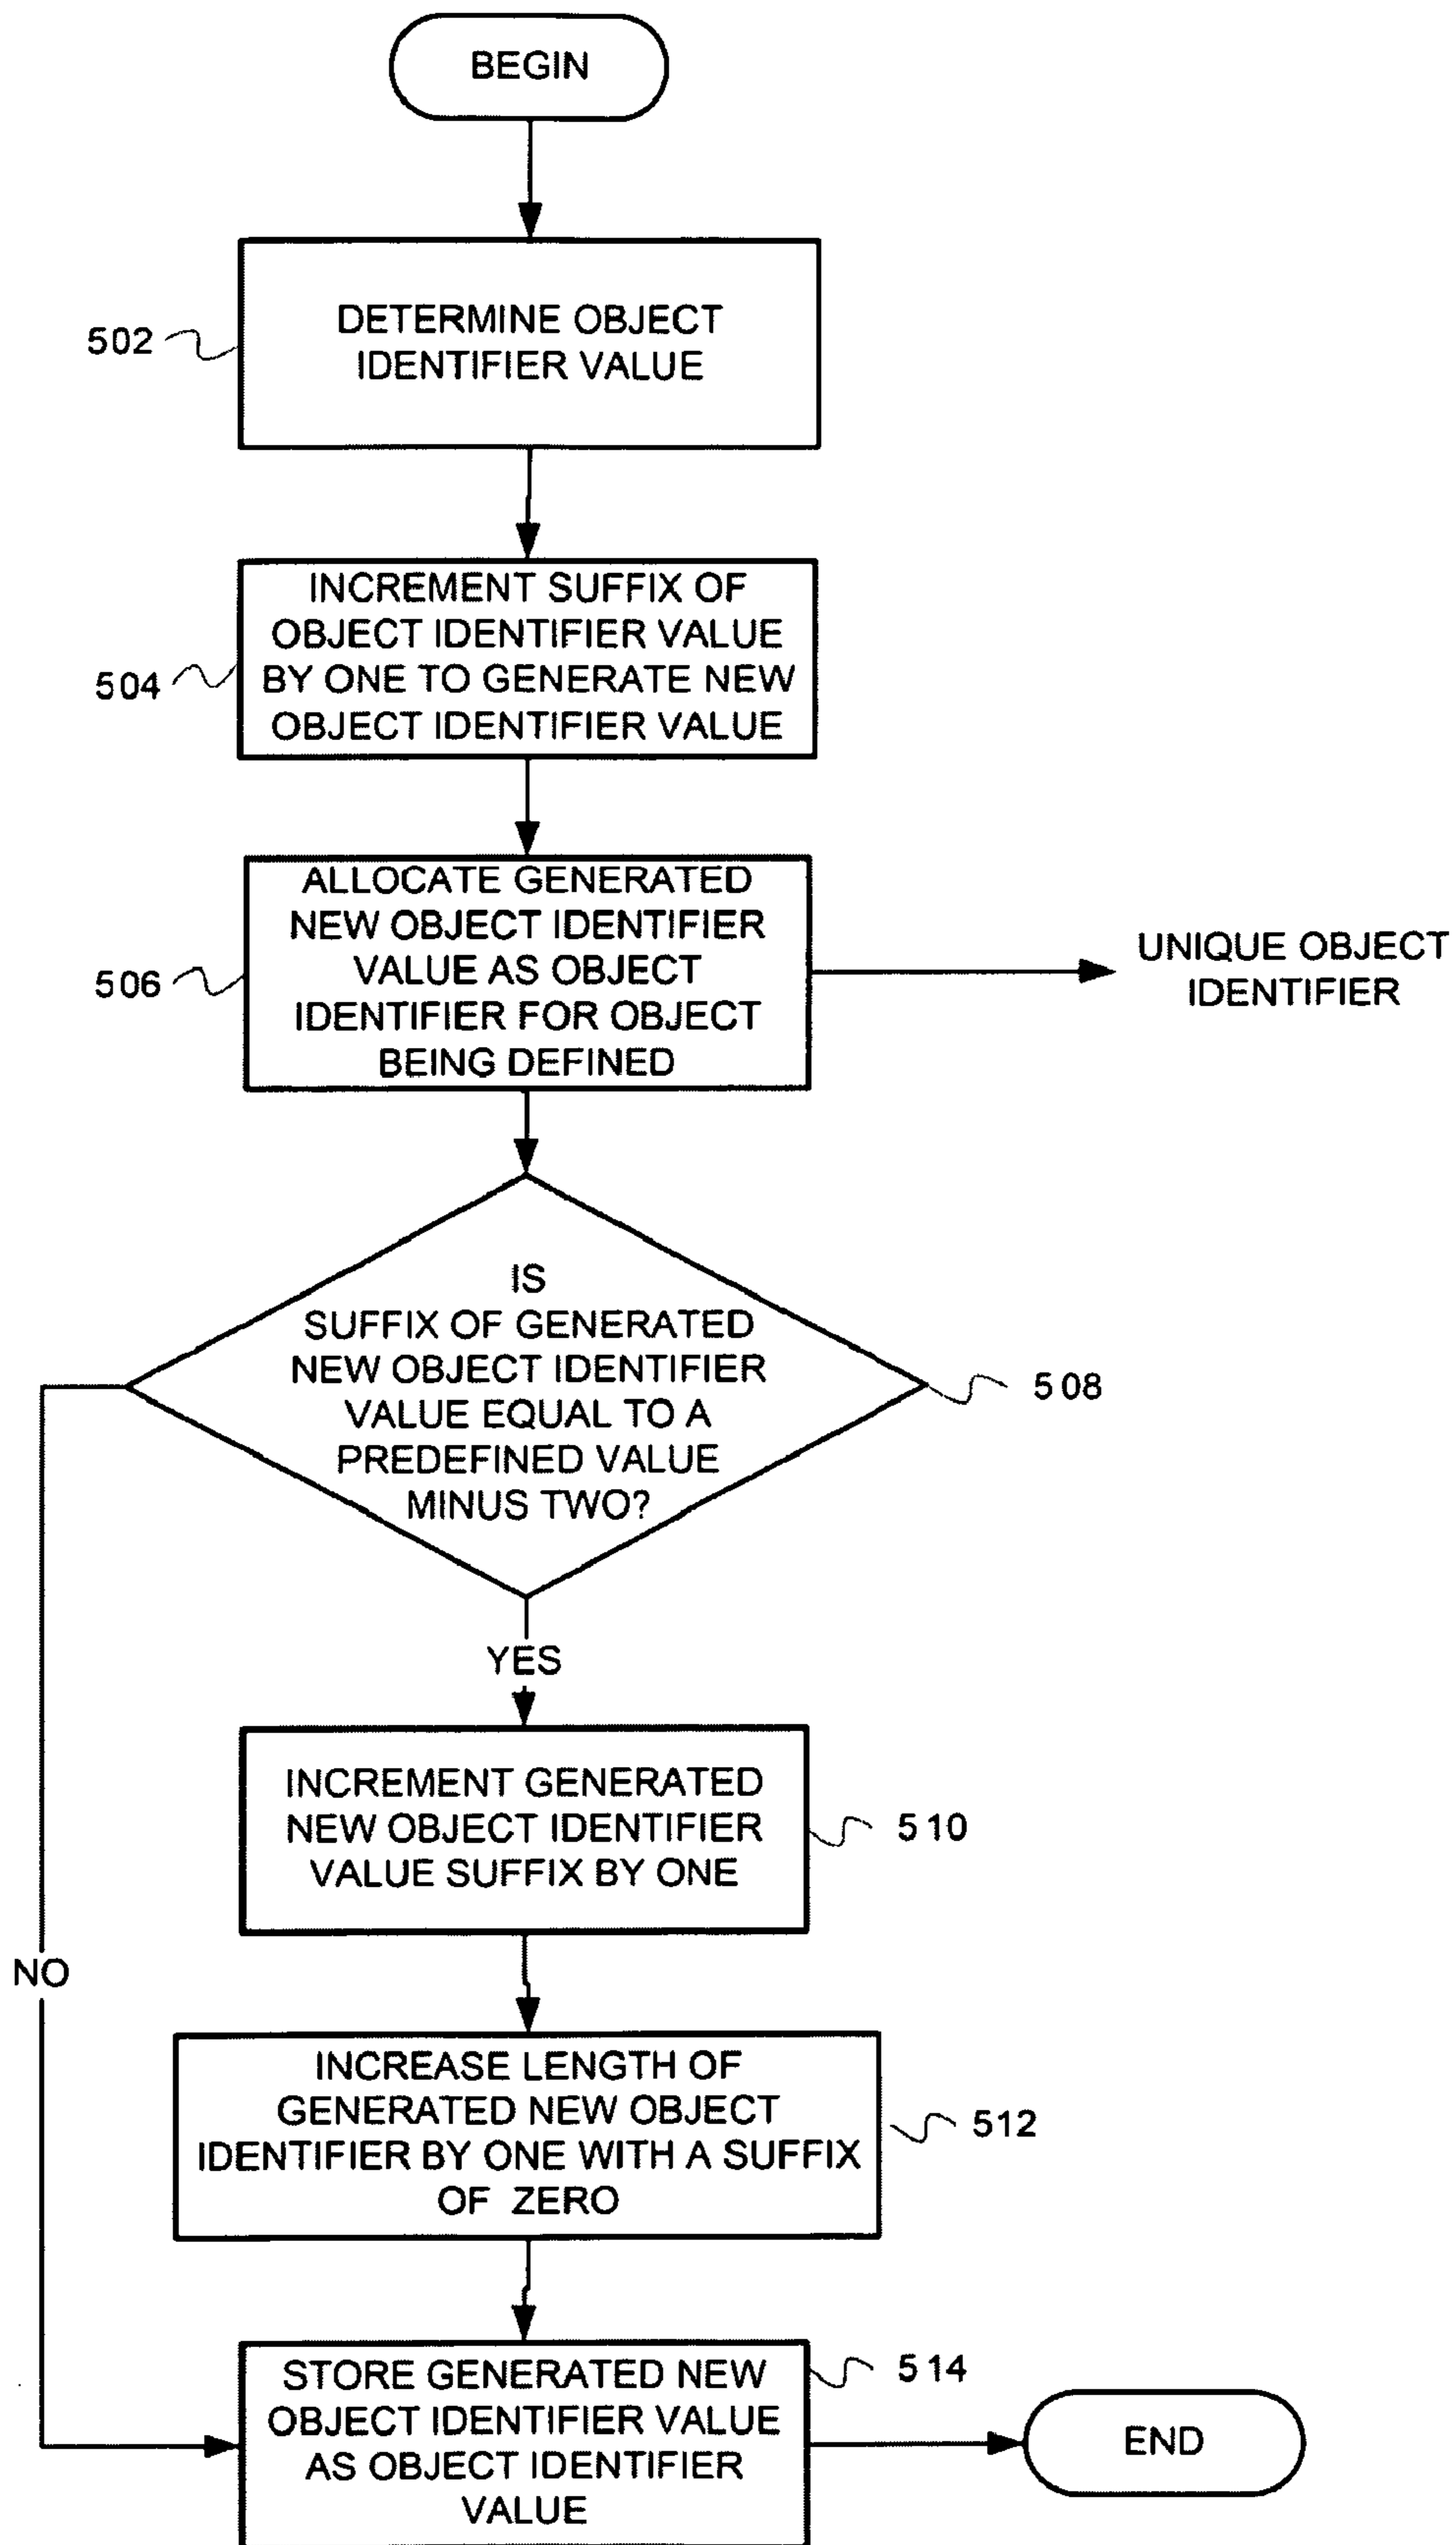 BEGIN
502
DETERMINE OBJECT
IDENTIFIER VALUE
504
INCREMENT SUFFIX OF
OBJECT IDENTIFIER VALUE
BY ONE TO GENERATE NEW
OBJECT IDENTIFIER VALUE
506
ALLOCATE GENERATED
NEW OBJECT IDENTIFIER
VALUE AS OBJECT
IDENTIFIER FOR OBJECT
BEING DEFINED
UNIQUE OBJECT
IDENTIFIER
IS
SUFFIX OF GENERATED
NEW OBJECT IDENTIFIER
VALUE EQUAL TO A
PREDEFINED VALUE
MINUS TWO?
508
YES
INCREMENT GENERATED
NEW OBJECT IDENTIFIER
VALUE SUFFIX BY ONE
510
NO
INCREASE LENGTH OF
GENERATED NEW OBJECT
IDENTIFIER BY ONE WITH A SUFFIX
OF ZERO
512
STORE GENERATED NEW
OBJECT IDENTIFIER VALUE
AS OBJECT IDENTIFIER
VALUE
514
END